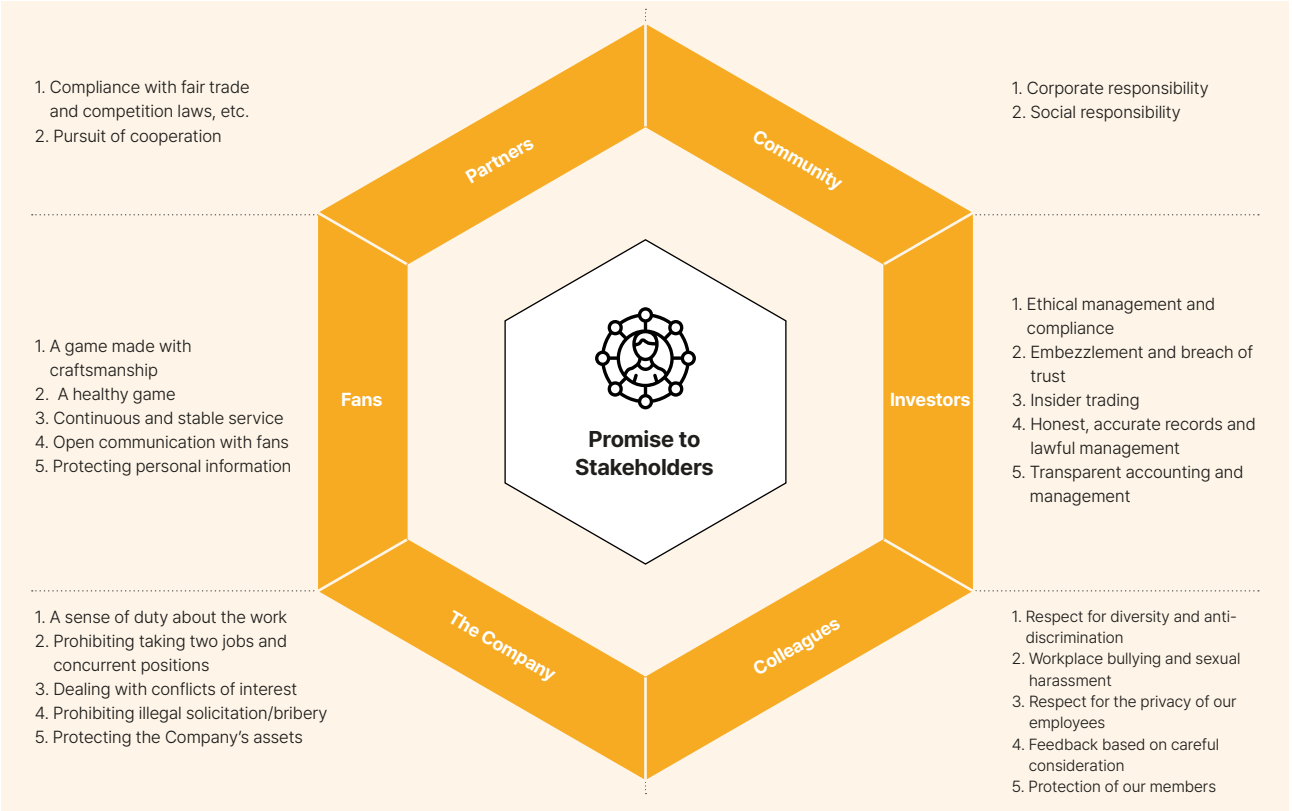 1. Compliance with fair trade
and competition laws, etc.
2. Pursuit of cooperation
Partners
Community
1. Corporate responsibility
2. Social responsibility
1. A game made with
craftsmanship
2. A healthy game
3. Continuous and stable service
4. Open communication with fans
5. Protecting personal information
Fans
Promise to
Stakeholders
Investors
1. Ethical management and
compliance
2. Embezzlement and breach of
trust
3. Insider trading
4. Honest, accurate records and
lawful management
5. Transparent accounting and
management
1. A sense of duty about the work
2. Prohibiting taking two jobs and
concurrent positions
3. Dealing with conflicts of interest
4. Prohibiting illegal solicitation/bribery
5. Protecting the Company’s assets
The Company
Colleagues
1. Respect for diversity and anti-
discrimination
2. Workplace bullying and sexual
harassment
3. Respect for the privacy of our
employees
4. Feedback based on careful
consideration
5. Protection of our members